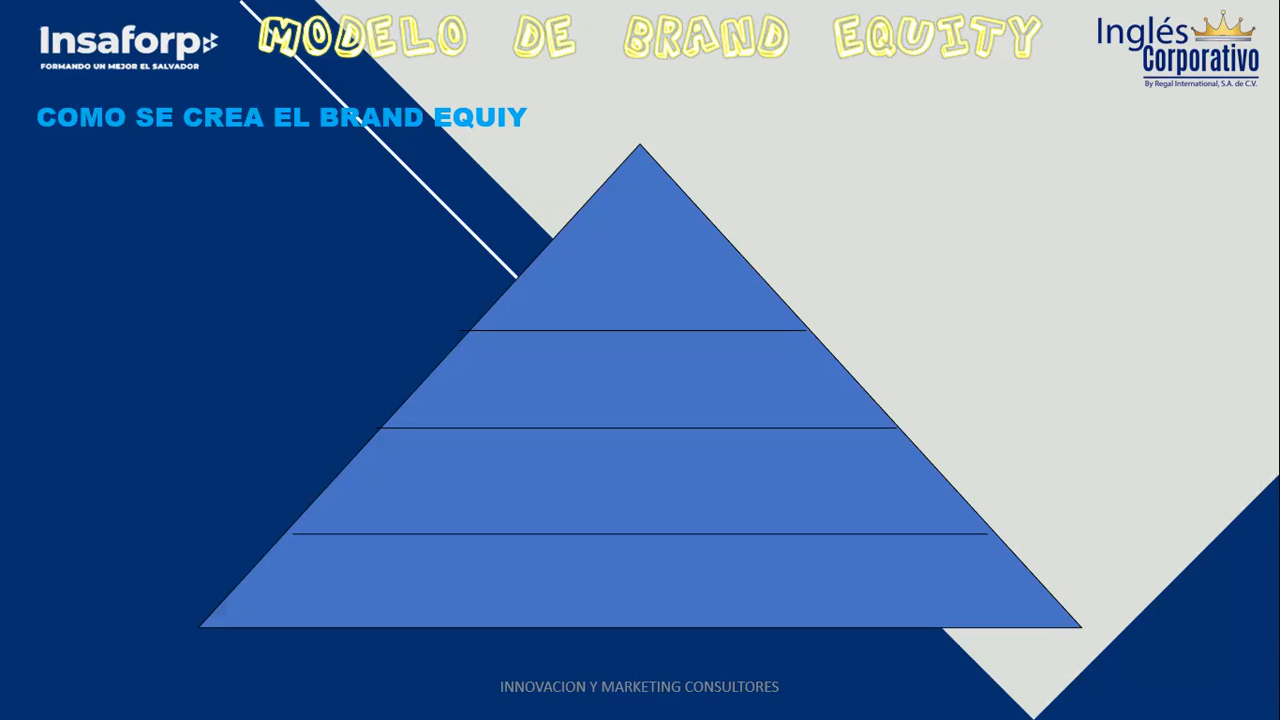 Insaforp
FORMANDO UN MEJOR EL SALVADOR
MODELO DE BRAND EQUITY
Inglés
Corporativo
By Regal International, S.A. de C.V.
COMO SE CREA EL BRAND EQUIY
INNOVACION Y MARKETING CONSULTORES